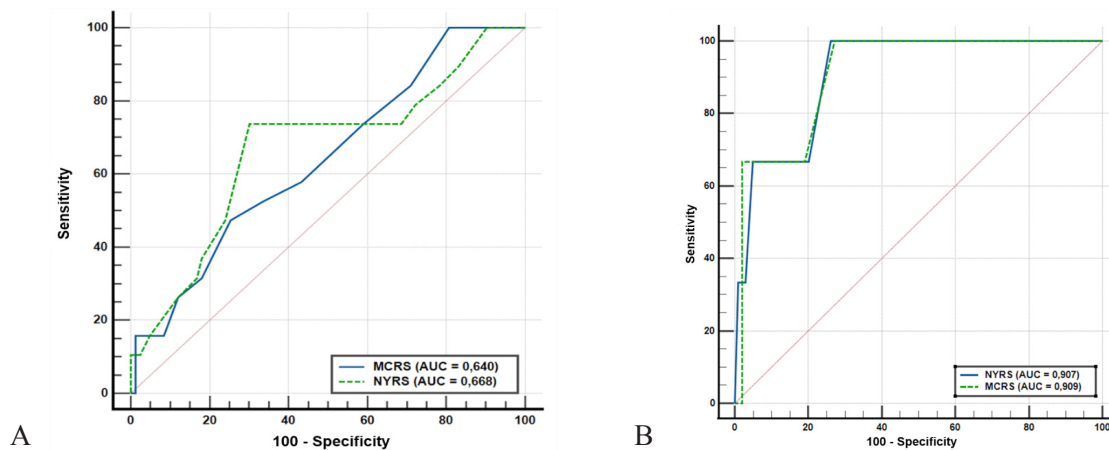 100
80
60
40
20
0
Sensitivity
MCRS (AUC = 0,640)
NYRS (AUC = 0,668)
0 20 40 60 80 100
100 - Specificity
A
100
80
60
40
20
0
Sensitivity
NYRS (AUC = 0,907)
MCRS (AUC = 0,909)
0 20 40 60 80 100
100 - Specificity
B